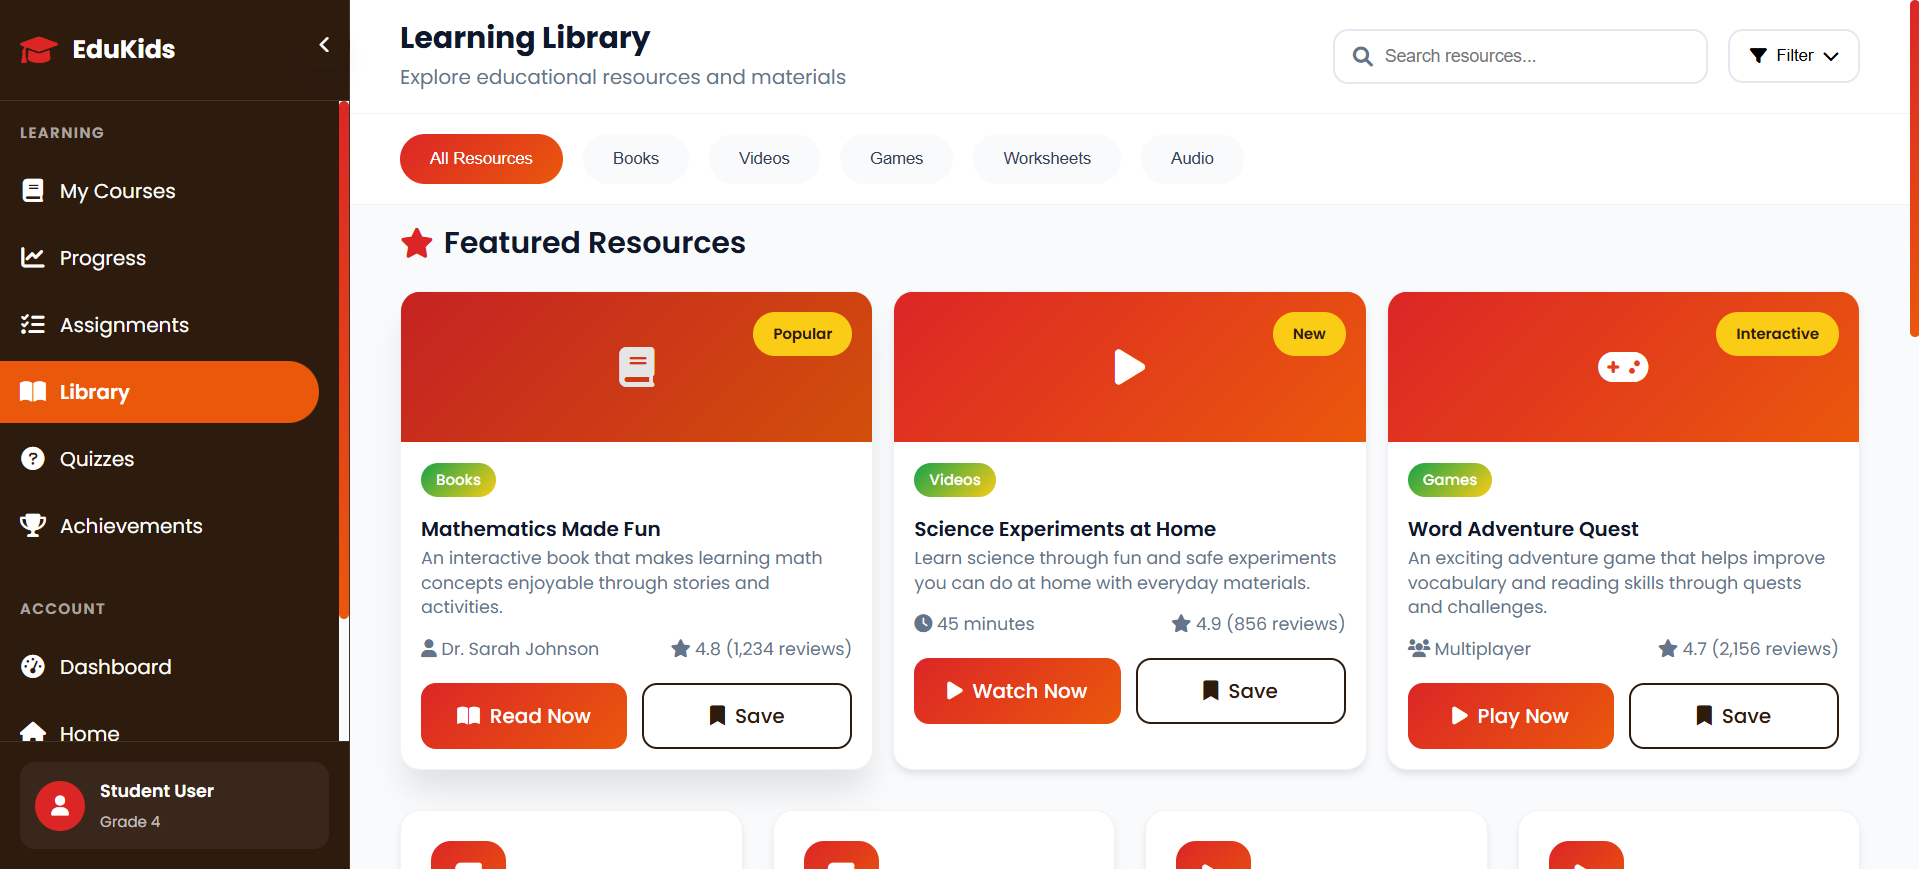 EduKids
LEARNING
My Courses
Progress
Assignments
Library
Quizzes
Achievements
ACCOUNT
Dashboard
Home
Student User
Grade 4
Learning Library
Explore educational resources and materials
Search resources...
Filter
All Resources
Books
Videos
Games
Worksheets
Audio
Featured Resources
Popular
Books
Mathematics Made Fun
An interactive book that makes learning math
concepts enjoyable through stories and
activities.
Dr. Sarah Johnson
4.8 (1,234 reviews)
Read Now
Save
New
Videos
Science Experiments at Home
Learn science through fun and safe experiments
you can do at home with everyday materials.
45 minutes
4.9 (856 reviews)
Watch Now
Save
Interactive
Games
Word Adventure Quest
An exciting adventure game that helps improve
vocabulary and reading skills through quests
and challenges.
Multiplayer
4.7 (2,156 reviews)
Play Now
Save